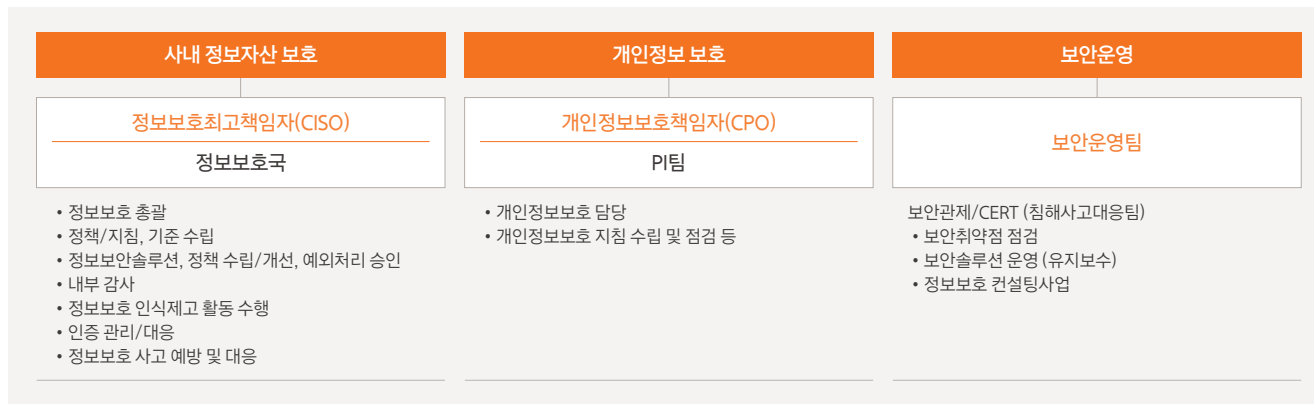 사내 정보자산 보호
정보보호최고책임자(CISO)
정보보호국
• 정보보호 총괄
• 정책/지침, 기준 수립
• 정보보안솔루션, 정책 수립/개선, 예외처리 승인
• 내부 감사
• 정보보호 인식제고 활동 수행
• 인증 관리/대응
• 정보보호 사고 예방 및 대응
개인정보 보호
개인정보보호책임자(CPO)
PI팀
• 개인정보보호 담당
• 개인정보보호 지침 수립 및 점검 등
보안운영
보안운영팀
보안관제/CERT (침해사고대응팀)
• 보안취약점 점검
• 보안솔루션 운영 (유지보수)
• 정보보호 컨설팅사업